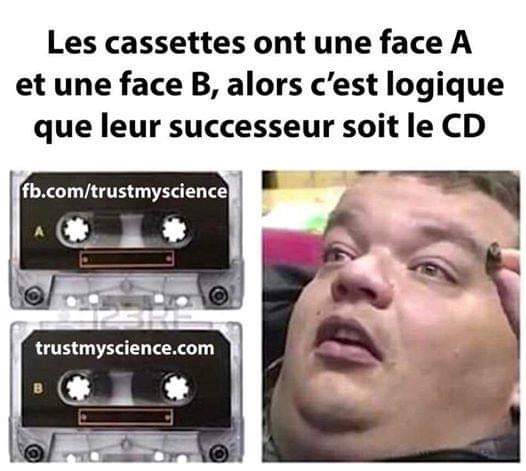 Les cassettes ont une face A
et une face B, alors c’est logique
que leur successeur soit le CD
fb.com/trustmyscience
A
123RF
trustmyscience.com
B